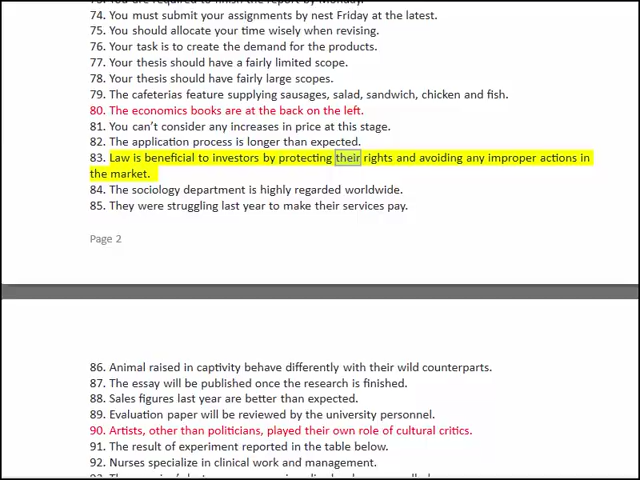 74. You must submit your assignments by nest Friday at the latest.
75. You should allocate your time wisely when revising.
76. Your task is to create the demand for the products.
77. Your thesis should have a fairly limited scope.
78. Your thesis should have fairly large scopes.
79. The cafeterias feature supplying sausages, salad, sandwich, chicken and fish.
80. The economics books are at the back on the left.
81. You can't consider any increases in price at this stage.
82. The application process is longer than expected.
83. Law is beneficial to investors by protecting their rights and avoiding any improper actions in
the market.
84. The sociology department is highly regarded worldwide.
85. They were struggling last year to make their services pay.
Page 2
86. Animal raised in captivity behave differently with their wild counterparts.
87. The essay will be published once the research is finished.
88. Sales figures last year are better than expected.
89. Evaluation paper will be reviewed by the university personnel.
90. Artists, other than politicians, played their own role of cultural critics.
91. The result of experiment reported in the table below.
92. Nurses specialize in clinical work and management.